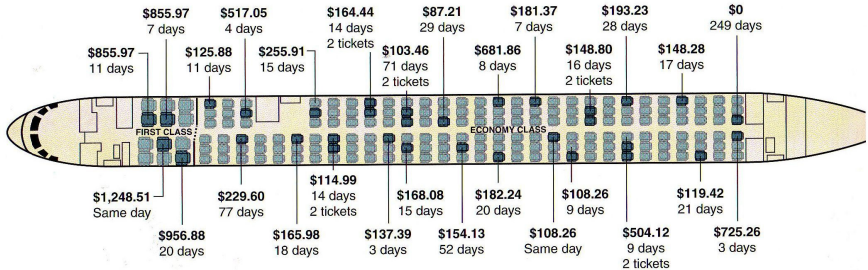 $855.97
7 days
$517.05
4 days
$164.44
14 days
2 tickets
$87.21
29 days
$181.37
7 days
$193.23
28 days
$0
249 days
$855.97
11 days
$125.88
11 days
$255.91
15 days
$103.46
71 days
2 tickets
$681.86
8 days
$148.80
16 days
2 tickets
$148.28
17 days
FIRST CLASS
ECONOMY CLASS
$1,248.51
Same day
$229.60
77 days
$114.99
14 days
2 tickets
$168.08
15 days
$182.24
20 days
$108.26
9 days
$119.42
21 days
$956.88
20 days
$165.98
18 days
$137.39
3 days
$154.13
52 days
$108.26
Same day
$504.12
9 days
2 tickets
$725.26
3 days